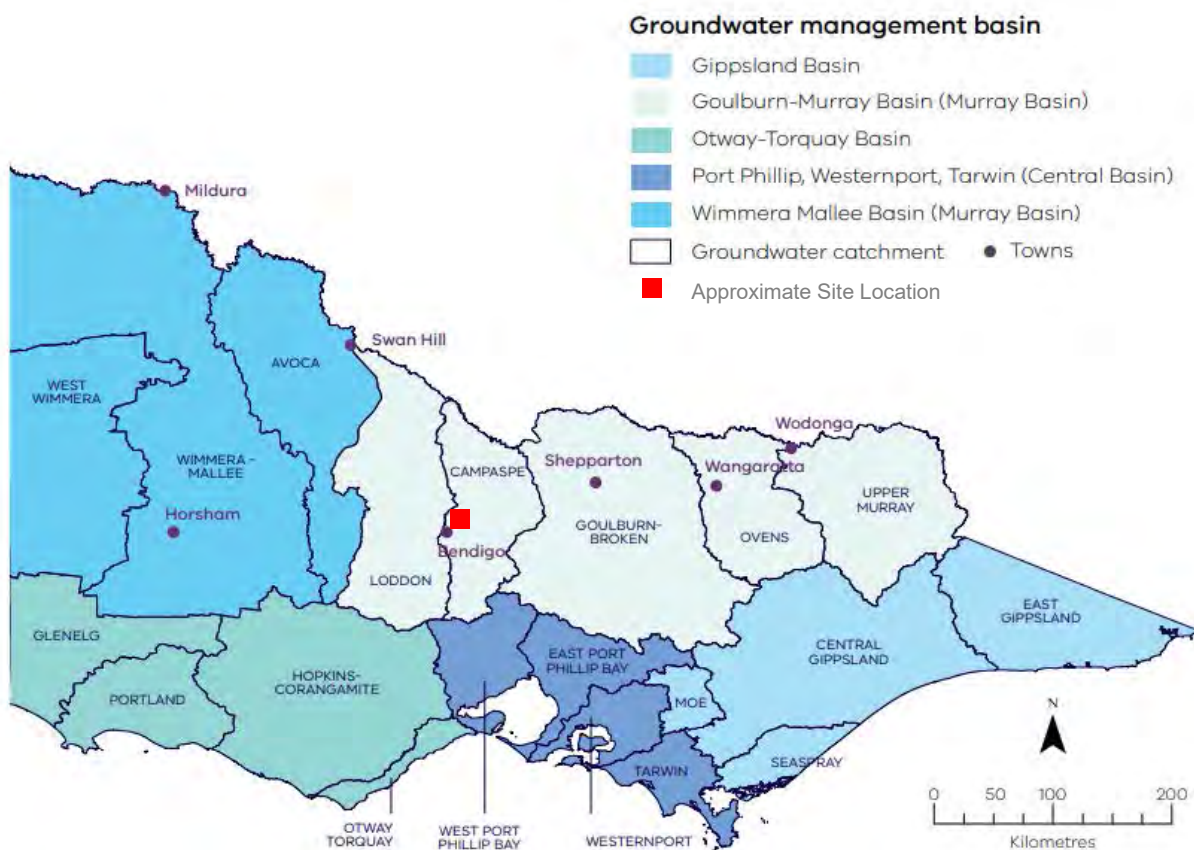 Groundwater management basin
Gippsland Basin
Goulburn-Murray Basin (Murray Basin)
Otway-Torquay Basin
Port Phillip, Westernport, Tarwin (Central Basin)
Wimmera Mallee Basin (Murray Basin)
Groundwater catchment
Towns
Approximate Site Location
Mildura
Swan Hill
AVOCA
WEST
WIMMERA
WIMMERA -
MALLEE
Horsham
CAMPASPE
Bendigo
LODDON
Shepparton
GOULBURN-
BROKEN
Wodonga
Wangaratta
OVENS
UPPER
MURRAY
EAST
GIPPSLAND
CENTRAL
GIPPSLAND
GLENELG
PORTLAND
HOPKINS-
CORANGAMITE
EAST PORT
PHILLIP BAY
MOE
SEASPRAY
TARWIN
OTWAY
TORQUAY
WEST PORT
PHILLIP BAY
WESTERNPORT
N
0 50 100 200
Kilometres